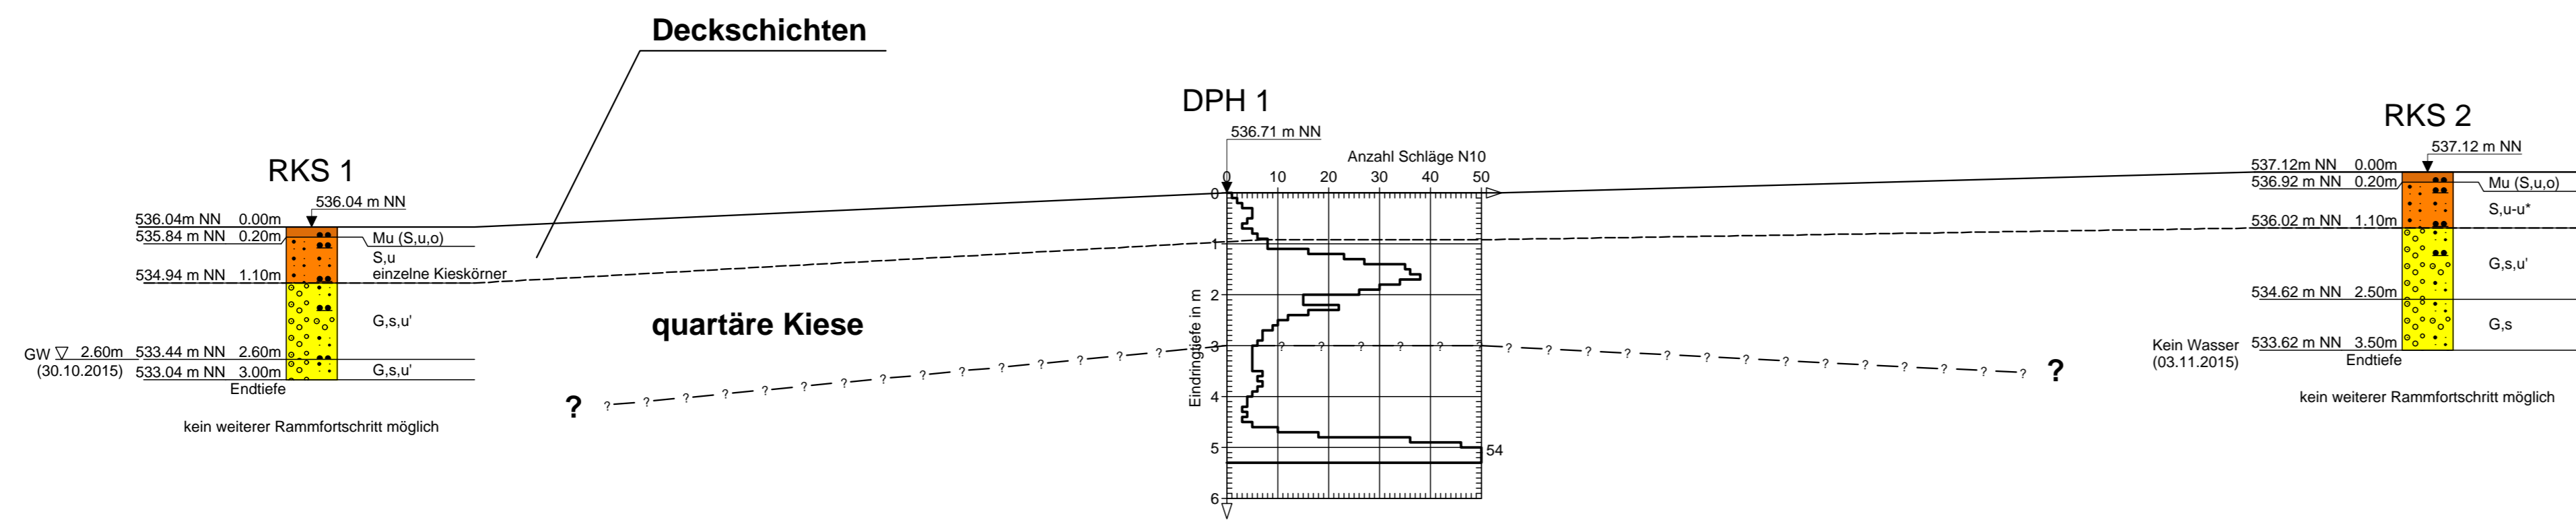 Deckschichten
DPH 1
536.71 m NN
Anzahl Schläge N10
0 10 20 30 40 50
0
1
2
3
4
5
6
Eindringtiefe in m
54
RKS 1
536.04 m NN
536.04m NN 0.00m
535.84 m NN 0.20m
Mu (S,u,o)
S,u
einzelne Kieskörner
534.94 m NN 1.10m
G,s,u'
GW 2.60m 533.44 m NN 2.60m
(30.10.2015)
533.04 m NN 3.00m
G,s,u'
Endtiefe
kein weiterer Rammfortschritt möglich
quartäre Kiese
? ? ? ? ? ? ? ? ? ? ? ? ? ? ? ? ?
? ? ? ? ? ?
? ? ? ? ? ? ? ? ? ? ? ? ? ? ?
RKS 2
537.12 m NN
537.12m NN 0.00m
536.92 m NN 0.20m
Mu (S,u,o)
S,u-u*
536.02 m NN 1.10m
G,s,u'
534.62 m NN 2.50m
G,s
Kein Wasser
(03.11.2015)
533.62 m NN 3.50m
Endtiefe
kein weiterer Rammfortschritt möglich